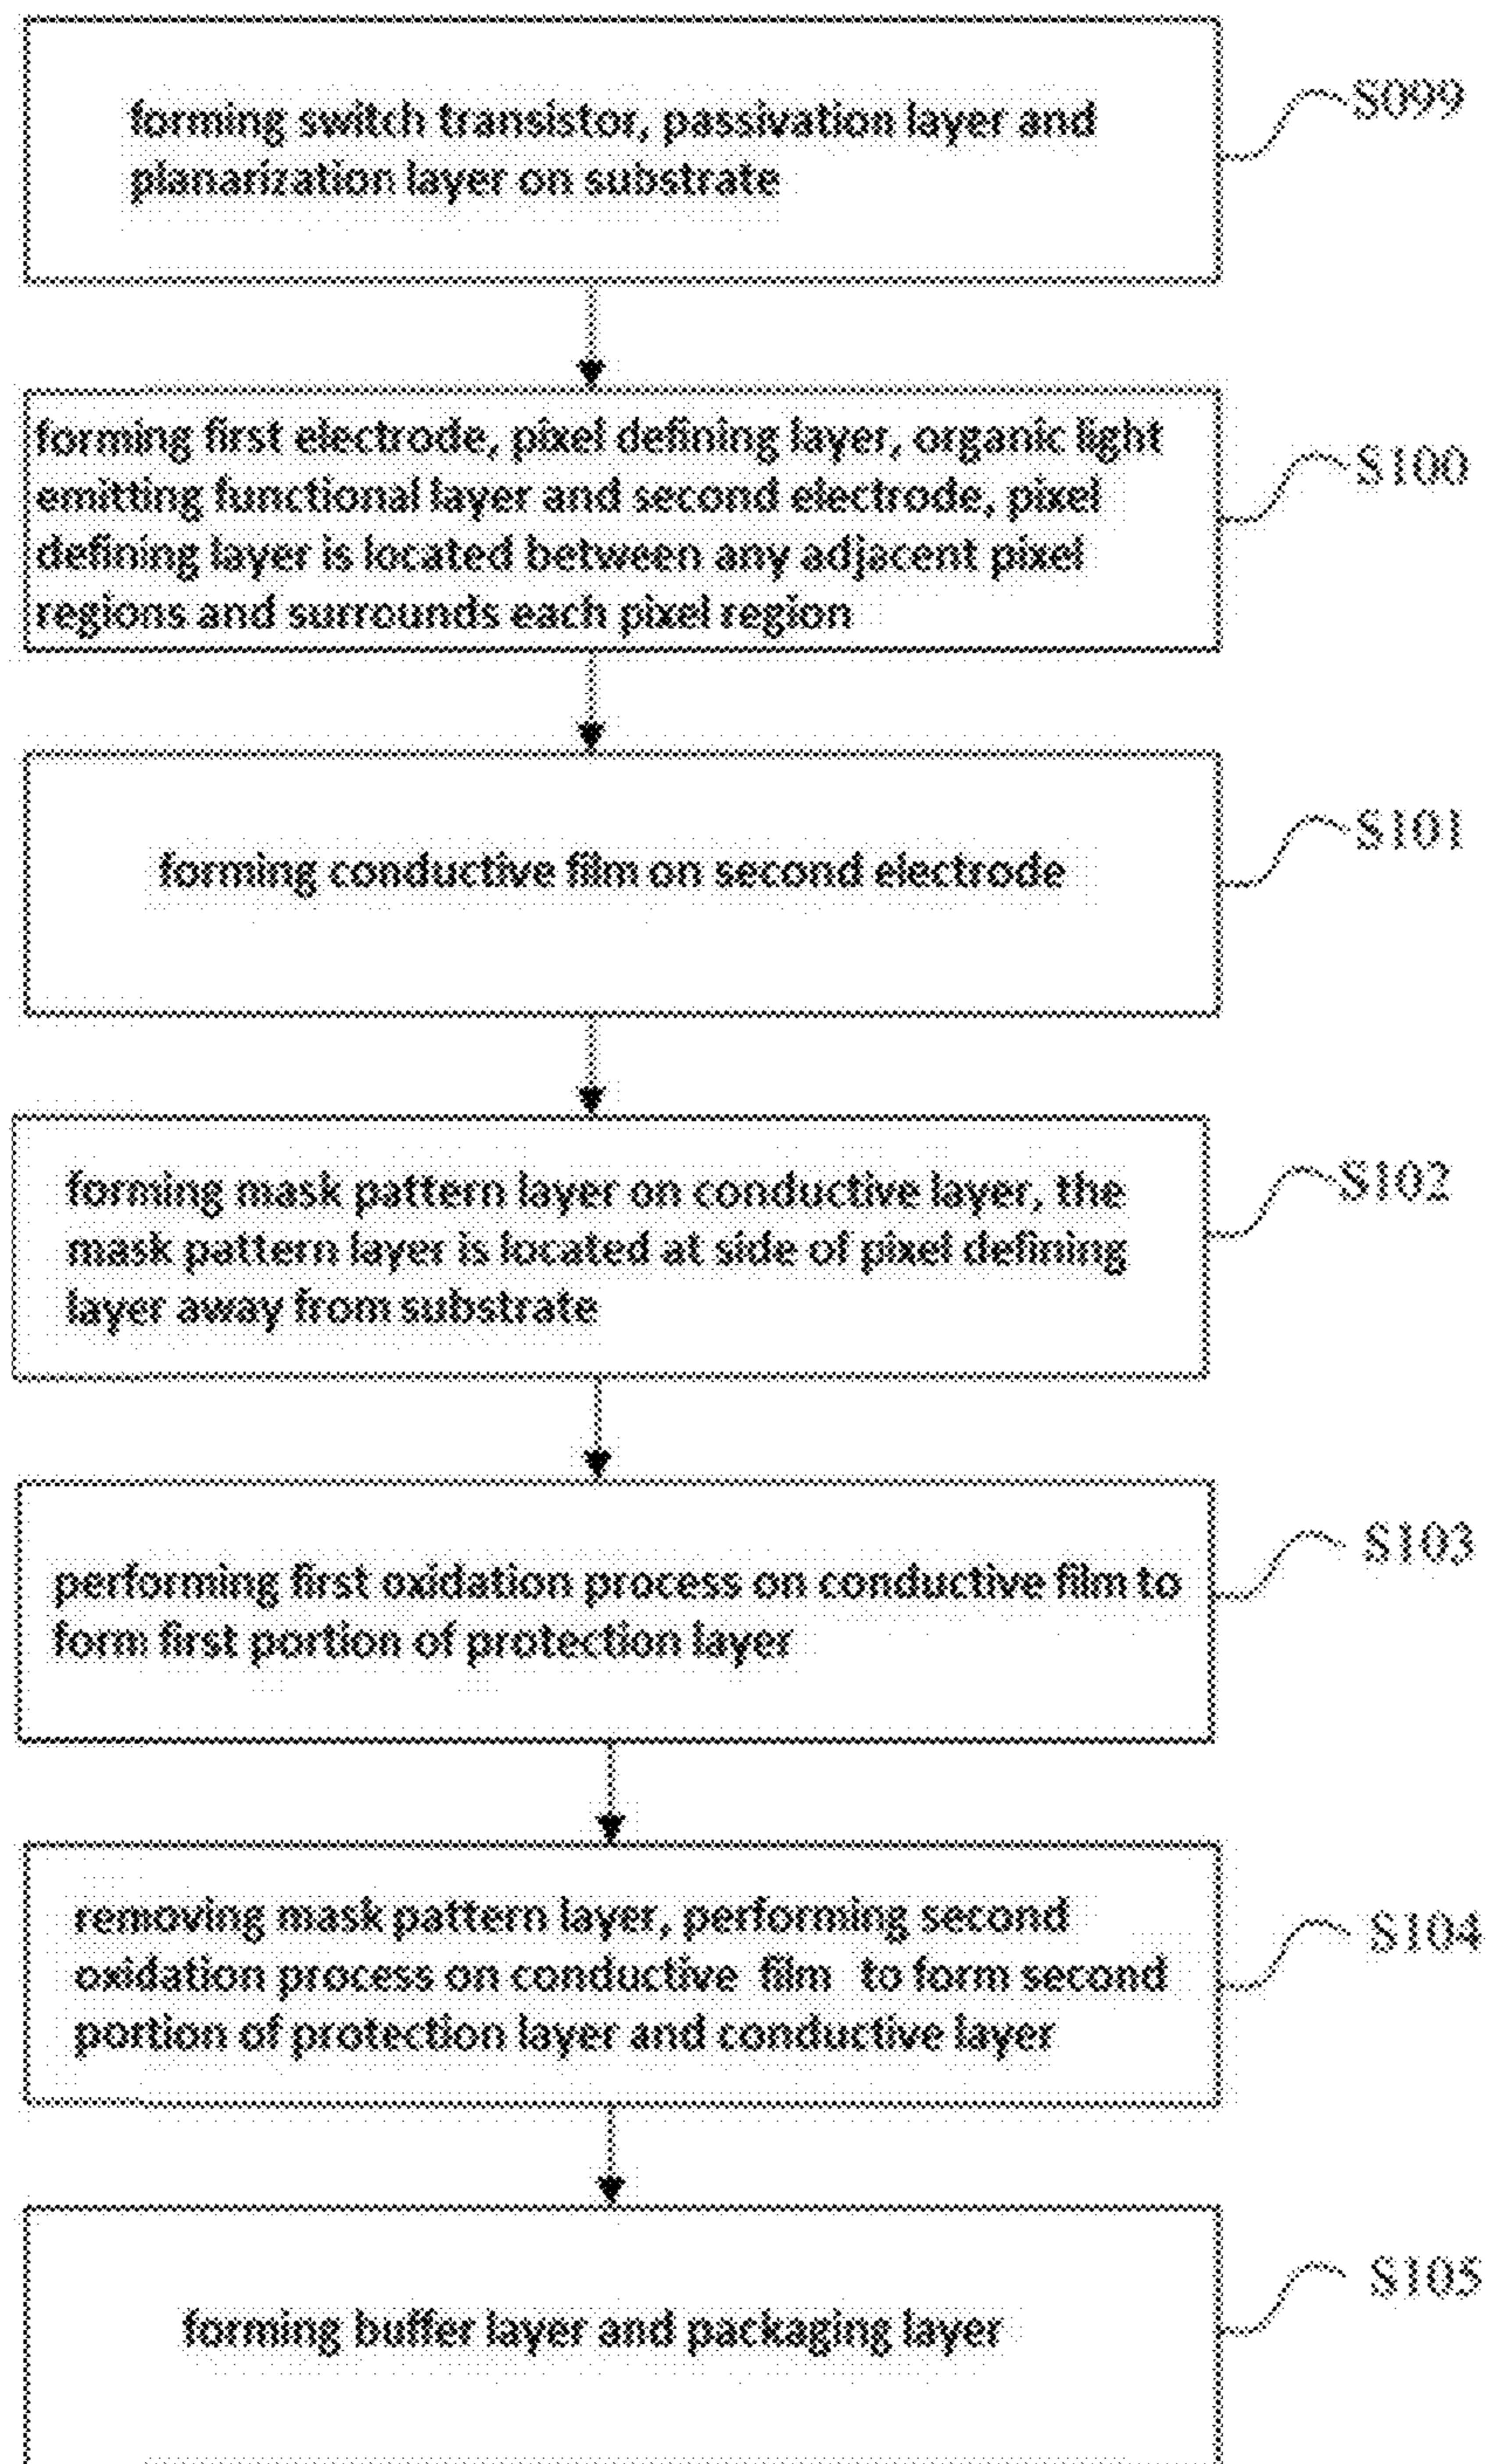 forming switch transistor, passivation layer and
planarization layer on substrate
S099
forming first electrode, pixel defining layer, organic light
emitting functional layer and second electrode, pixel
defining layer is located between any adjacent pixel
regions and surrounds each pixel region
S100
forming conductive film on second electrode
S101
forming mask pattern layer on conductive layer, the
mask pattern layer is located at side of pixel defining
layer away from substrate
S102
performing first oxidation process on conductive film to
form first portion of protection layer
S103
removing mask pattern layer, performing second
oxidation process on conductive film to form second
portion of protection layer and conductive layer
S104
forming buffer layer and packaging layer
S105